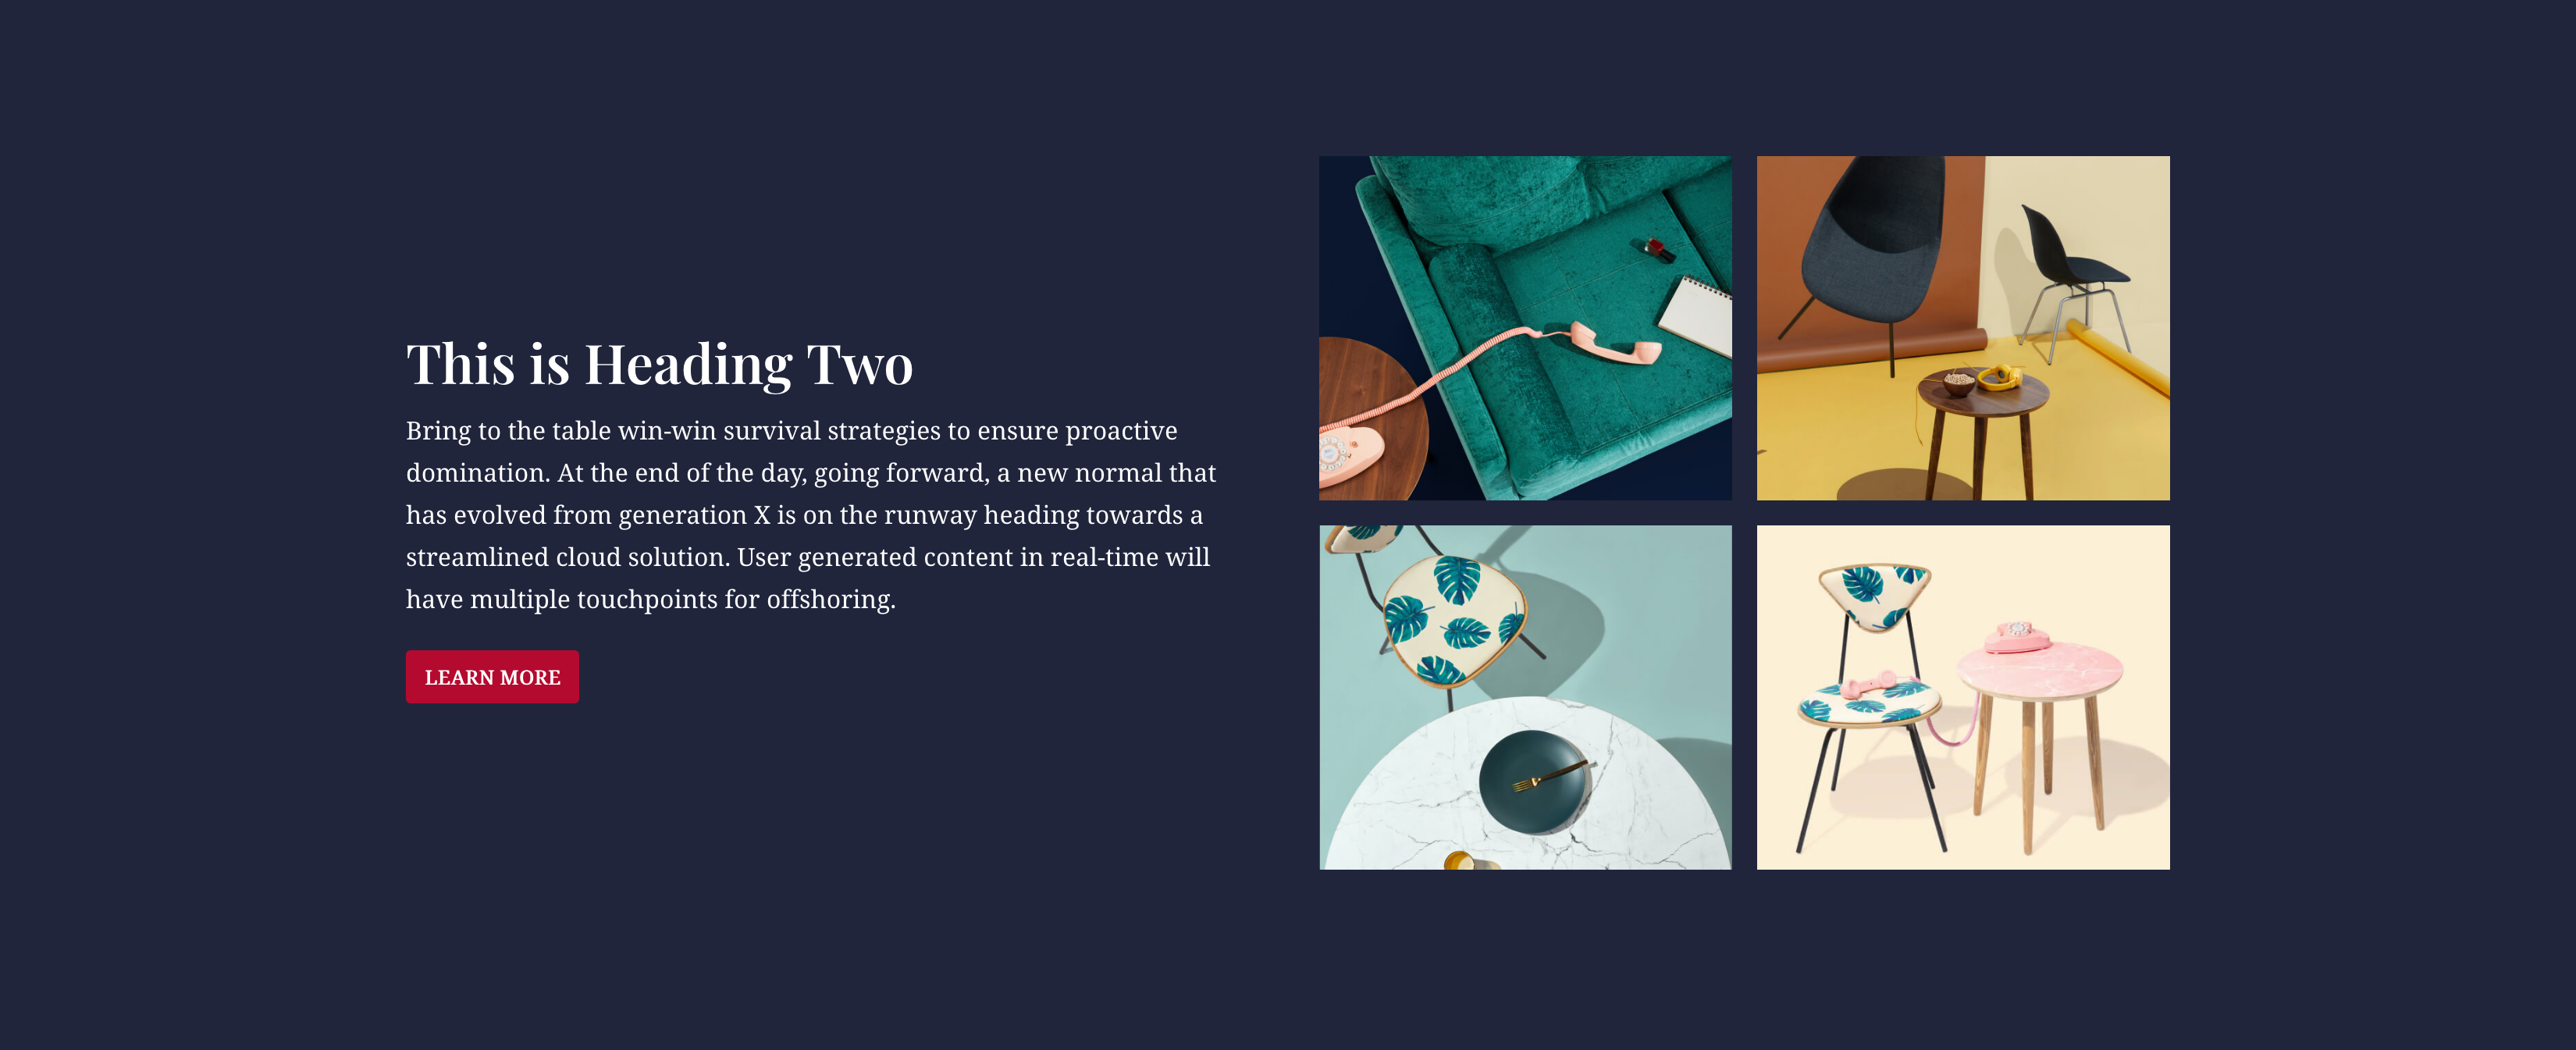 This is Heading Two
Bring to the table win-win survival strategies to ensure proactive
domination. At the end of the day, going forward, a new normal that
has evolved from generation X is on the runway heading towards a
streamlined cloud solution. User generated content in real-time will
have multiple touchpoints for offshoring.
LEARN MORE